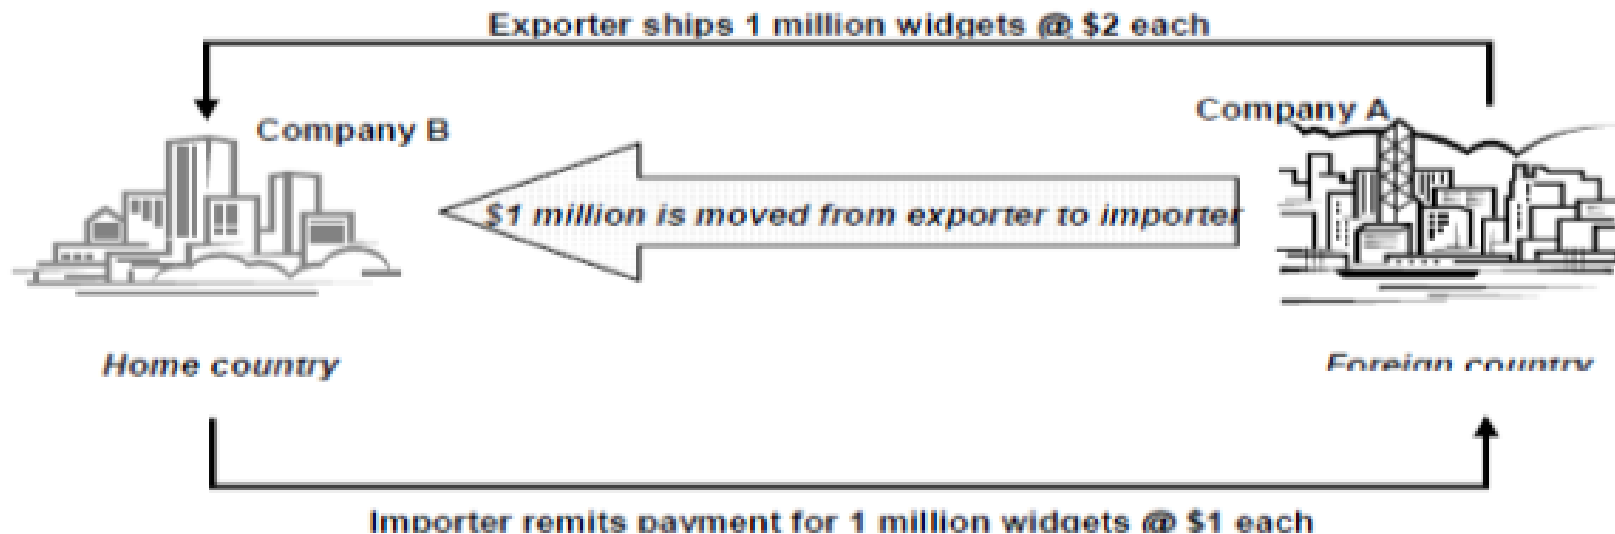 Exporter ships 1 million widgets @ $2 each
Company A
Company B
$1 million is moved from exporter to importer
Home country
Foreign country
Importer remits payment for 1 million widgets @ $1 each